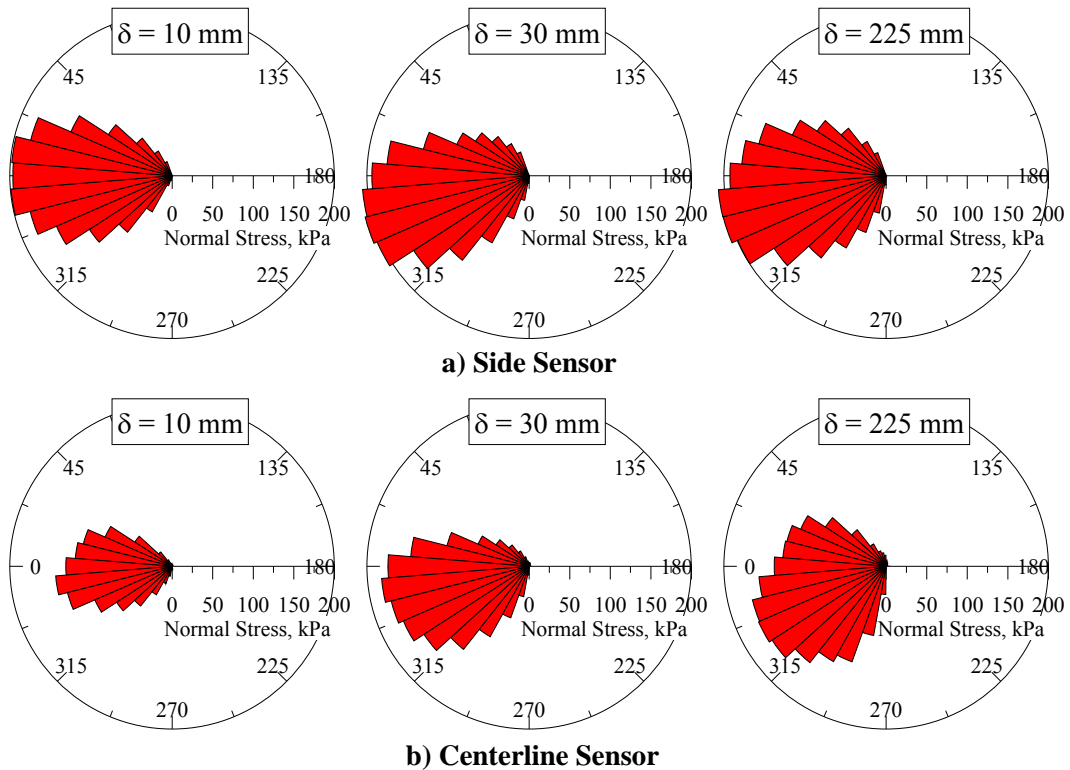 δ = 10 mm
δ = 30 mm
δ = 225 mm
45 135 45 135 45 135
180 180 180
0 50 100 150 200 0 50 100 150 200 0 50 100 150 200
Normal Stress, kPa Normal Stress, kPa Normal Stress, kPa
315 225 315 225 315 225
270 270 270
a) Side Sensor
δ = 10 mm
δ = 30 mm
δ = 225 mm
45 135 45 135 45 135
0 180 0 180 0 180
0 50 100 150 200 0 50 100 150 200 0 50 100 150 200
Normal Stress, kPa Normal Stress, kPa Normal Stress, kPa
315 225 315 225 315 225
270 270 270
b) Centerline Sensor